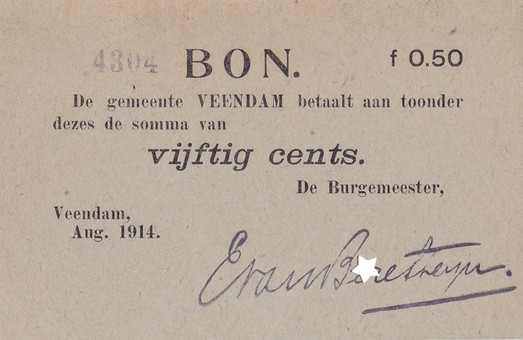 4304 BON. f 0.50
De gemeente VEENDAM betaalt aan toonder
dezes de somma van
vijftig cents.
De Burgemeester,
Veendam,
Aug. 1914.